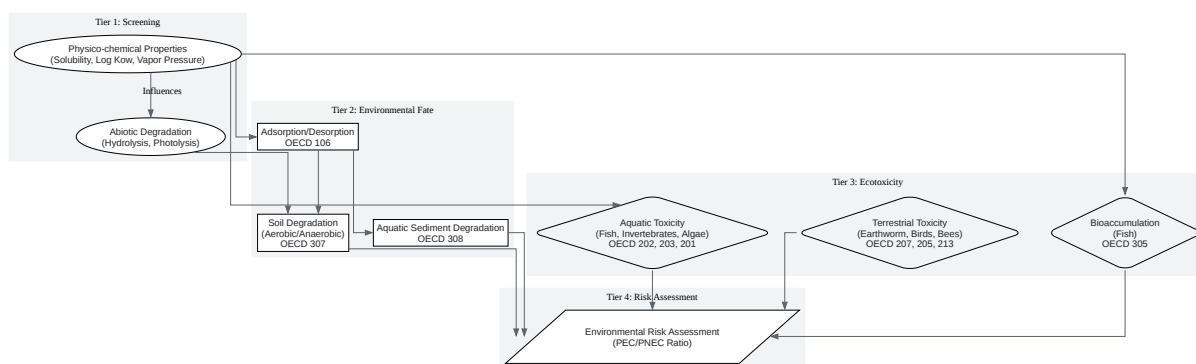 Tier 1: Screening
Physico-chemical Properties
(Solubility, Log Kow, Vapor Pressure)
Influences
Abiotic Degradation
(Hydrolysis, Photolysis)
Tier 2: Environmental Fate
Adsorption/Desorption
OECD 106
Soil Degradation
(Aerobic/Anaerobic)
OECD 307
Aquatic Sediment Degradation
OECD 308
Tier 3: Ecotoxicity
Aquatic Toxicity
(Fish, Invertebrates, Algae)
OECD 202, 203, 201
Terrestrial Toxicity
(Earthworm, Birds, Bees)
OECD 207, 205, 213
Bioaccumulation
(Fish)
OECD 305
Tier 4: Risk Assessment
Environmental Risk Assessment
(PEC/PNEC Ratio)